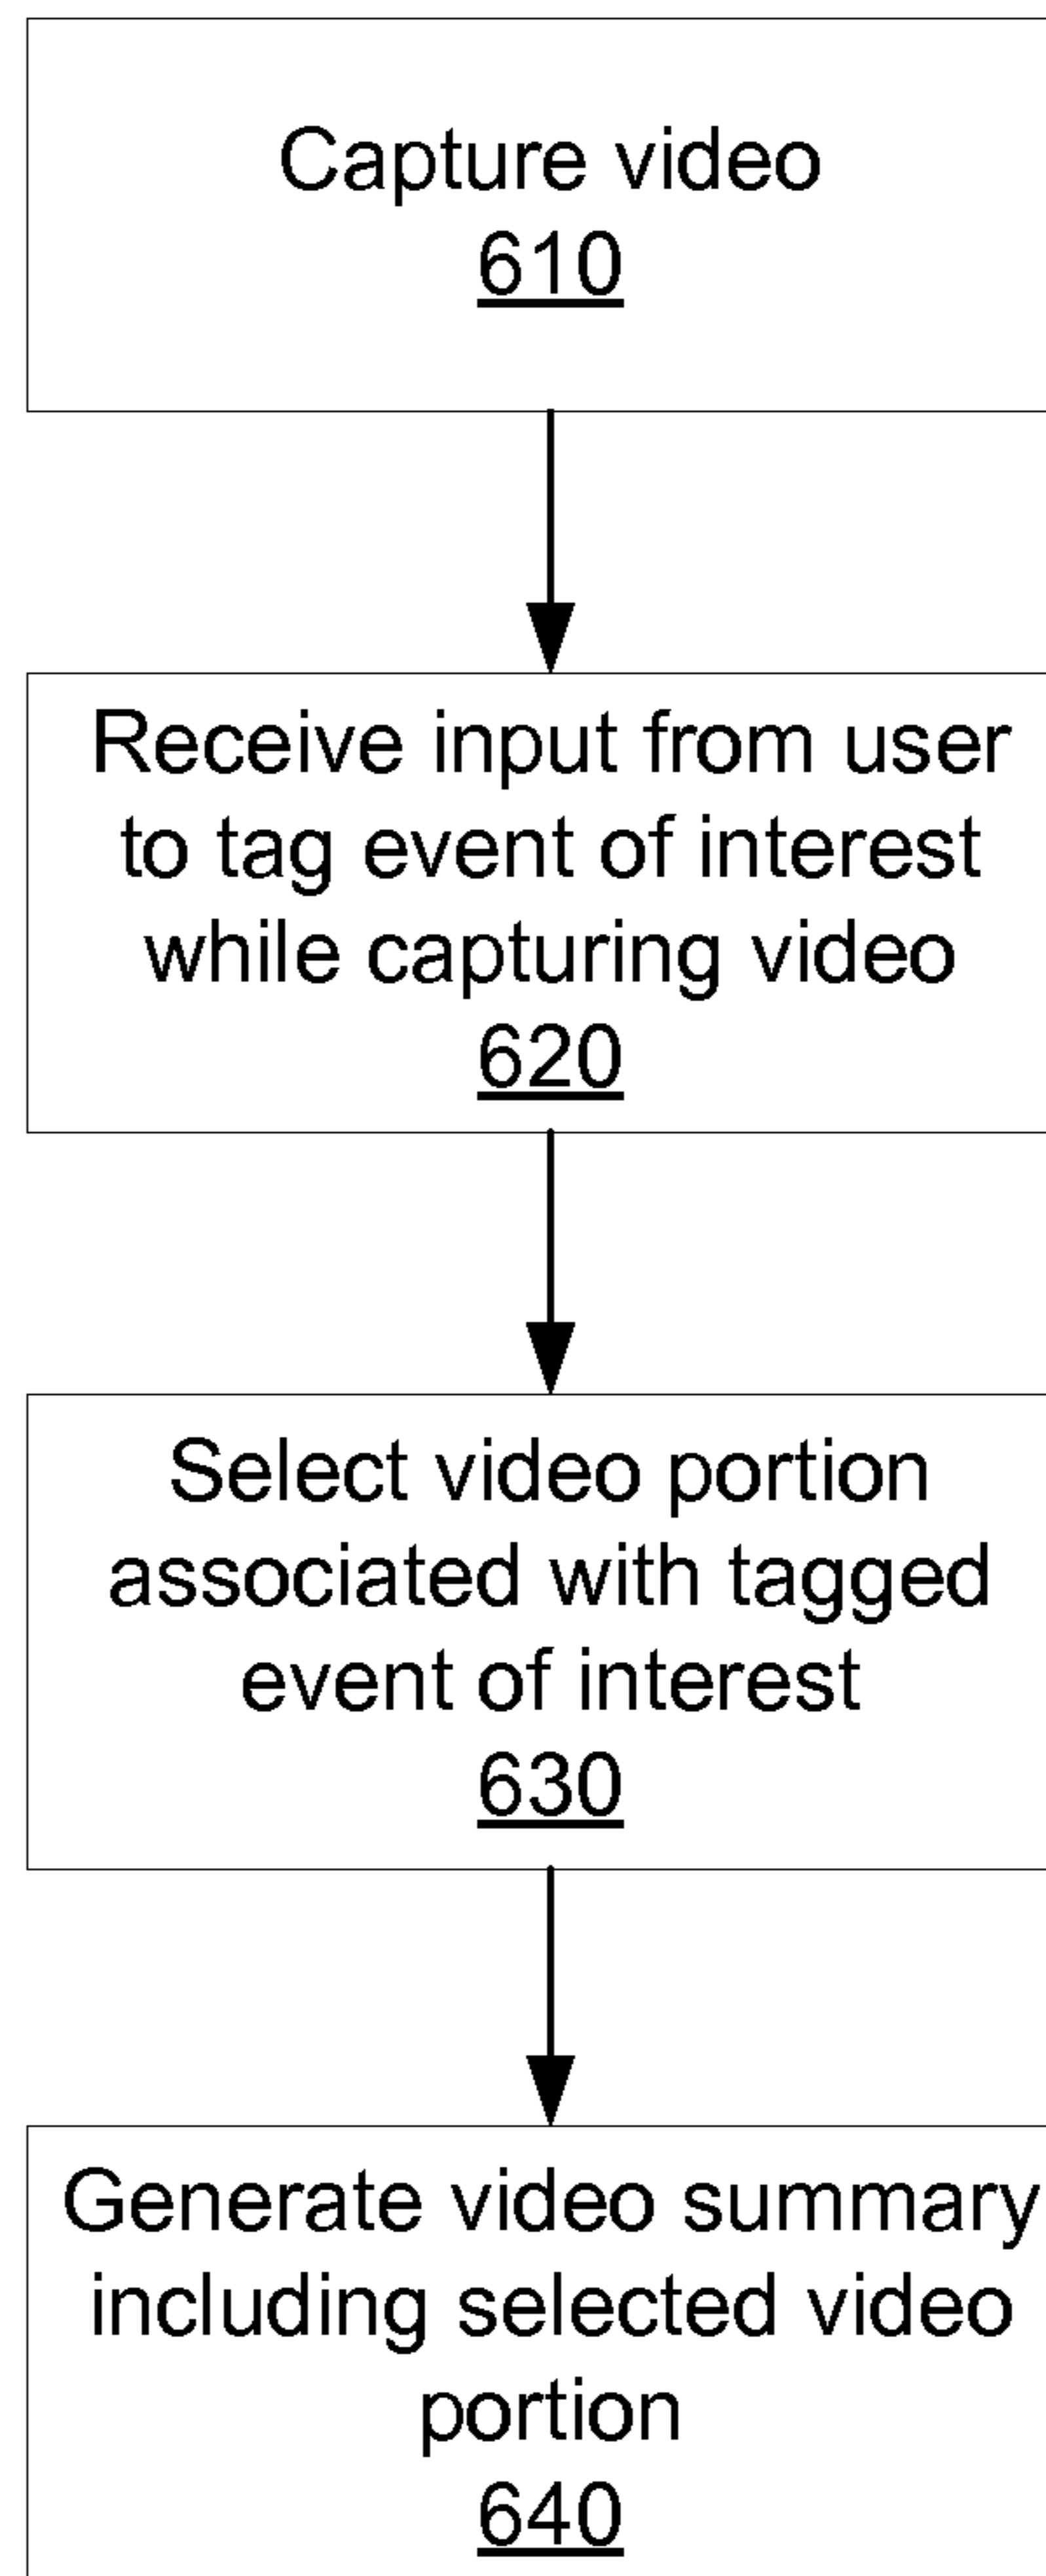 Capture video
610
Receive input from user
to tag event of interest
while capturing video
620
Select video portion
associated with tagged
event of interest
630
Generate video summary
including selected video
portion
640